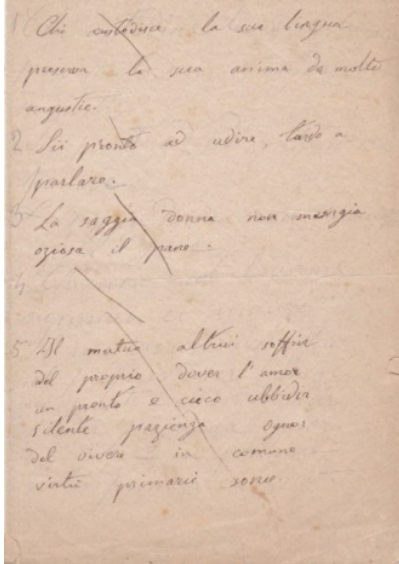 1 Chi custodisce la sua lingua
preserva la sua anima da molte
angustie.
2 Sii pronto ad udire, tardo a
parlare.
3 La saggia donna non mangia
oziosa il pane.
4
5 Il mutuo altrui soffrir
del proprio dover l'amor
un pronto e cieco ubbidir
silente pazienza ognor
del vivere in comune
virtù primarie sono.